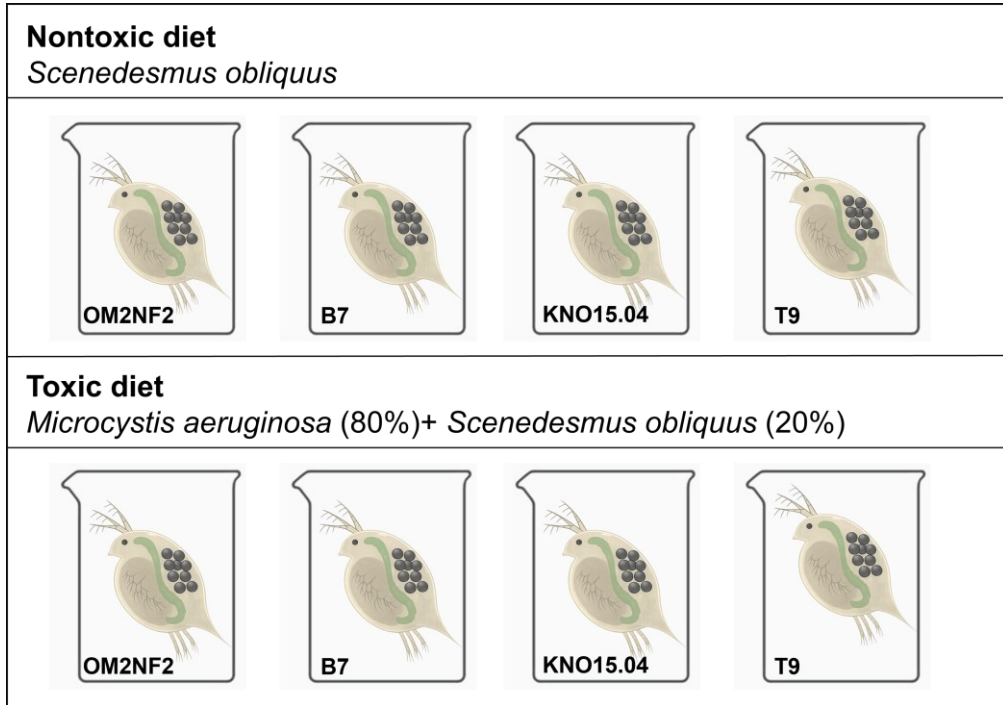 Nontoxic diet
Scenedesmus obliquus
OM2NF2 B7 KNO15.04 T9
Toxic diet
Microcystis aeruginosa (80%)+ Scenedesmus obliquus (20%)
OM2NF2 B7 KNO15.04 T9